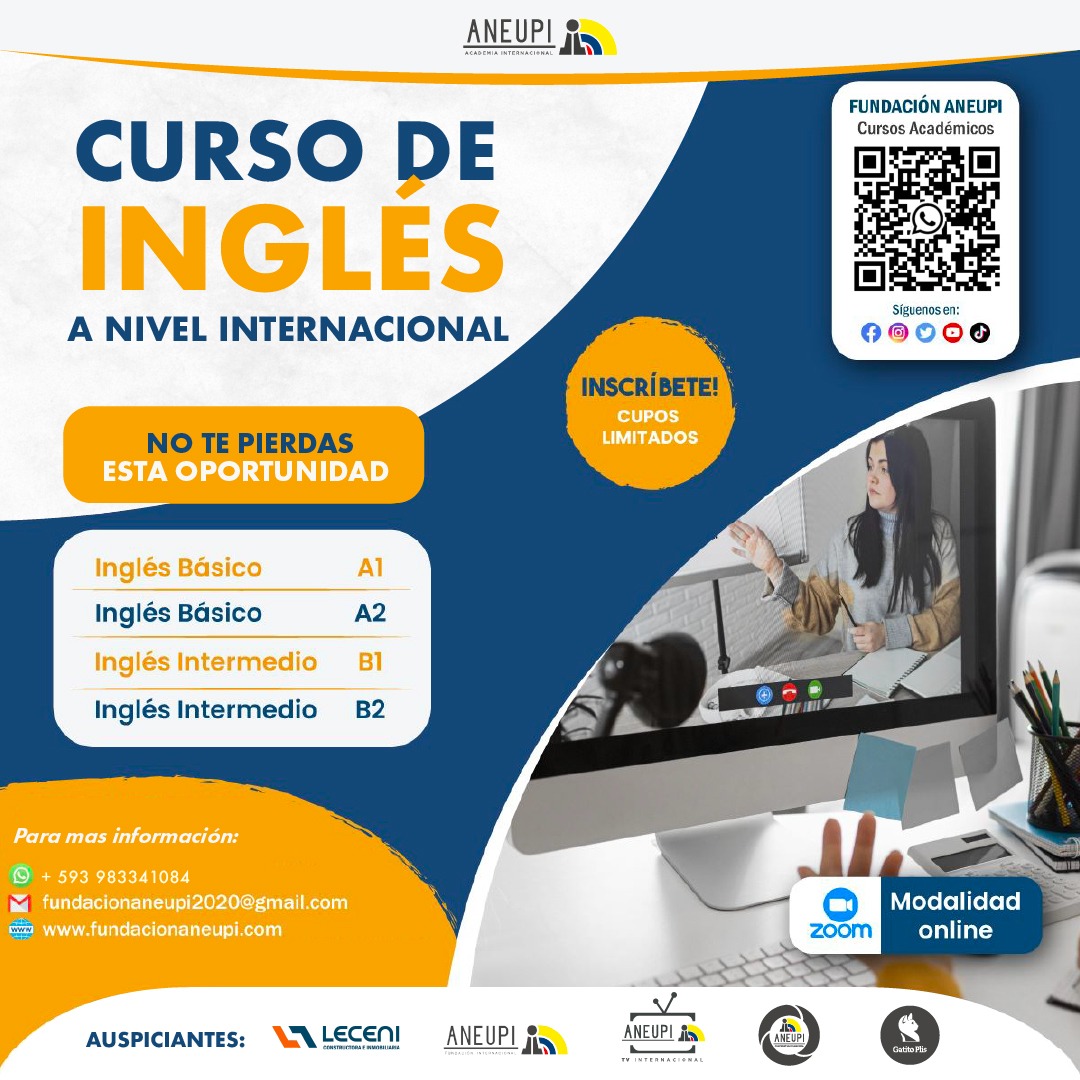 ANEUPI
ACADEMIA INTERNACIONAL
CURSO DE
INGLÉS
A NIVEL INTERNACIONAL
FUNDACIÓN ANEUPI
Cursos Académicos
Síguenos en:
INSCRÍBETE!
CUPOS
LIMITADOS
NO TE PIERDAS
ESTA OPORTUNIDAD
Inglés Básico A1
Inglés Básico A2
Inglés Intermedio B1
Inglés Intermedio B2
Para mas información:
+ 593 983341084
fundacionaneupi2020@gmail.com
www
www.fundacionaneupi.com
zoom
Modalidad
online
AUSPICIANTES:
LECENI
CONSTRUCTORA E INMOBILIARIA
ANEUPI
FUNDACIÓN INTERNACIONAL
ANEUPI
TV INTERNACIONAL
ANEUPI
Gatito Plis